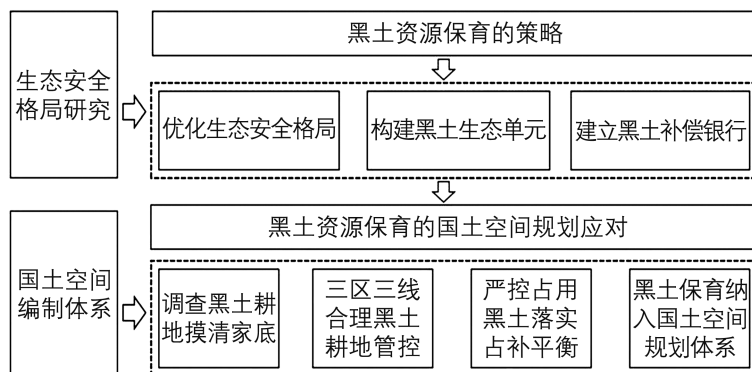 生态安全
格局研究
黑土资源保育的策略
优化生态安全格局
构建黑土生态单元
建立黑土补偿银行
国土空间
编制体系
黑土资源保育的国土空间规划应对
调查黑土耕
地摸清家底
三区三线
合理黑土
耕地管控
严控占用
黑土落实
占补平衡
黑土保育纳
入国土空间
规划体系